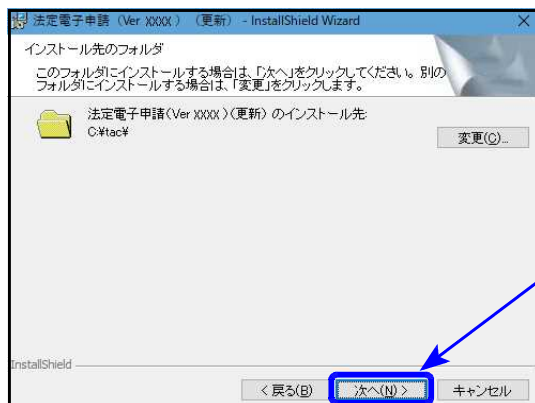 法定電子申請（Ver XXXX）（更新） - InstallShield Wizard
インストール先のフォルダ
このフォルダにインストールする場合は、「次へ」をクリックしてください。別の
フォルダにインストールする場合は、「変更」をクリックします。
法定電子申請(Ver XXXX)(更新) のインストール先:
C:¥tac¥
変更(C)...
InstallShield
< 戻る(B)
次へ(N) >
キャンセル